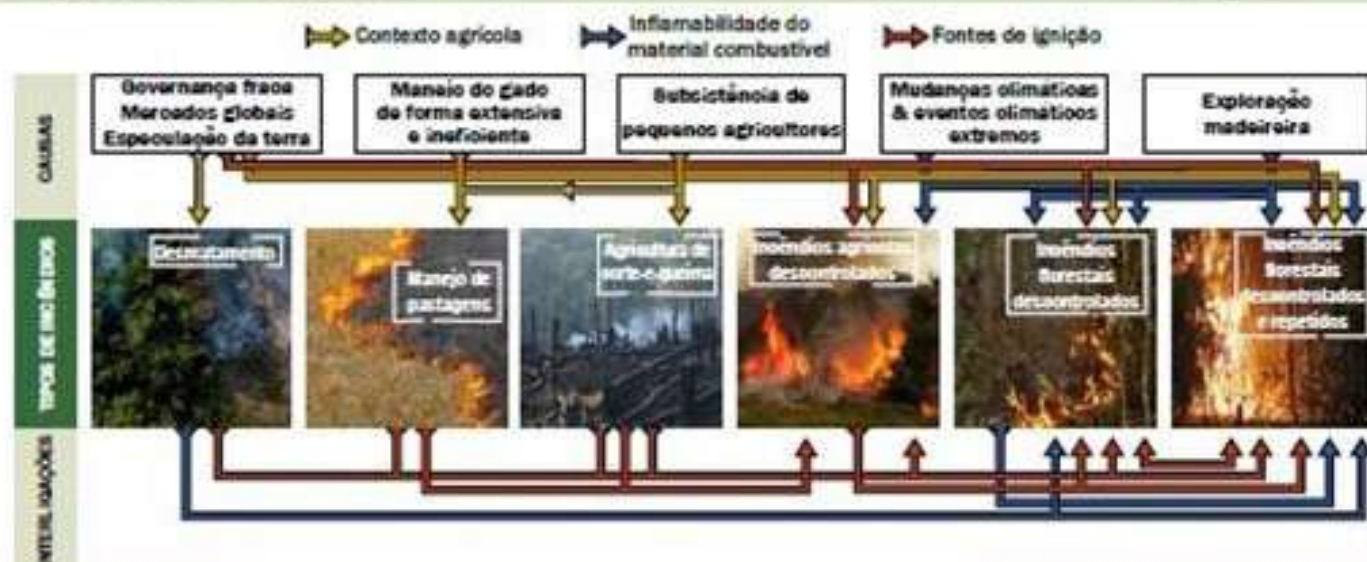 Contexto agrícola
Inflamabilidade do
material combustível
Fontes de ignição
CAUSAS
Governança fraca
Mercados globais
Especulação da terra
Manejo do gado
de forma extensiva
e ineficiente
Subsistência de
pequenos agricultores
Mudanças climáticas
& eventos climáticos
extremos
Exploração
madeireira
TIPOS DE INCÊNDIOS
Desmatamento
Manejo de
pastagens
Agricultura de
corte-e-queima
Incêndios agrícolas
descontrolados
Incêndios
florestais
descontrolados
Incêndios
florestais
descontrolados
e repetidos
INTERLIGAÇÕES